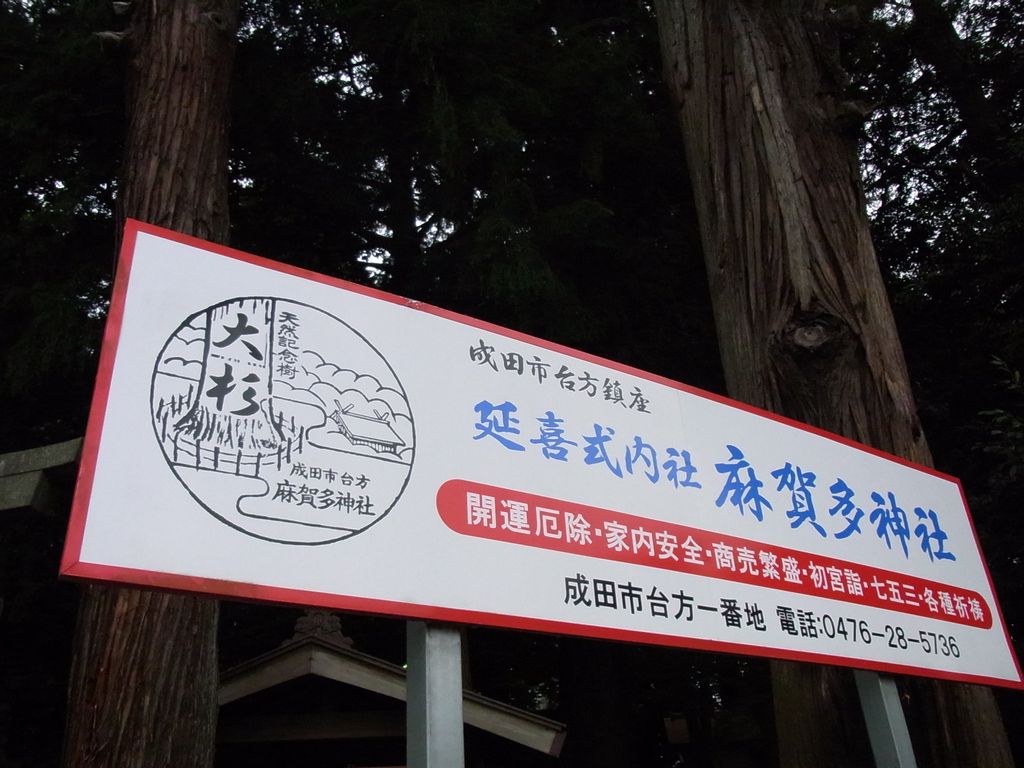 大杉
天然記念樹
成田市台方
麻賀多神社
成田市台方鎮座
延喜式内社 麻賀多神社
開運厄除・家内安全・商売繁盛・初宮詣・七五三・各種祈祷
成田市台方一番地 電話:0476-28-5736